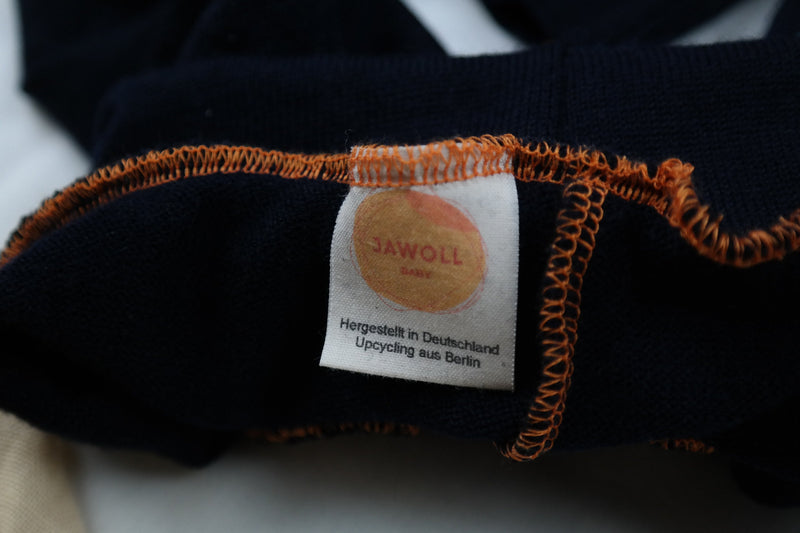 JAWOLL
BABY
Hergestellt in Deutschland
Upcycling aus Berlin